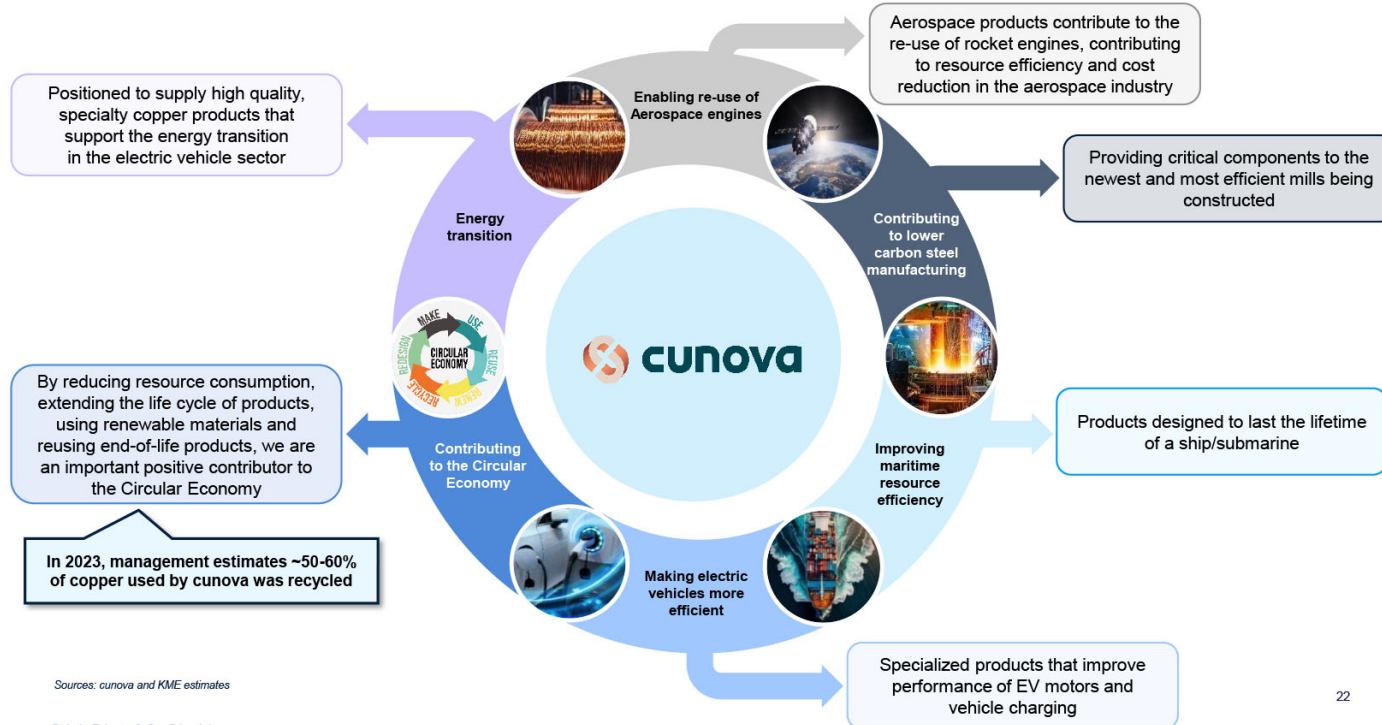 Aerospace products contribute to the
re-use of rocket engines, contributing
to resource efficiency and cost
reduction in the aerospace industry
Enabling re-use of
Aerospace engines
Positioned to supply high quality,
specialty copper products that
support the energy transition
in the electric vehicle sector
Providing critical components to the
newest and most efficient mills being
constructed
Energy
transition
Contributing
to lower
carbon steel
manufacturing
MAKE
USE
REUSE
RENEW
RECYCLE
REDESIGN
CIRCULAR
ECONOMY
cunova
By reducing resource consumption,
extending the life cycle of products,
using renewable materials and
reusing end-of-life products, we are
an important positive contributor to
the Circular Economy
Products designed to last the lifetime
of a ship/submarine
Contributing
to the Circular
Economy
Improving
maritime
resource
efficiency
In 2023, management estimates ~50-60%
of copper used by cunova was recycled
Making electric
vehicles more
efficient
Specialized products that improve
performance of EV motors and
vehicle charging
Sources: cunova and KME estimates
22